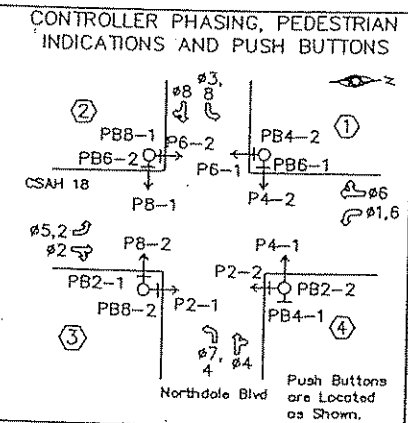 CONTROLLER PHASING, PEDESTRIAN
INDICATIONS AND PUSH BUTTONS
ø8
ø3,
8
Z
2
1
PB8-1
P6-2
PB4-2
PB6-2
P6-1
PB6-1
CSAH 18
P8-1
P4-2
ø6
ø1,6
ø5,2
ø2
P8-2
P4-1
P2-2
PB2-1
P2-1
PB2-2
PB8-2
PB4-1
3
4
ø7,
4
ø4
Northdale Blvd
Push Buttons
are Located
as Shown.